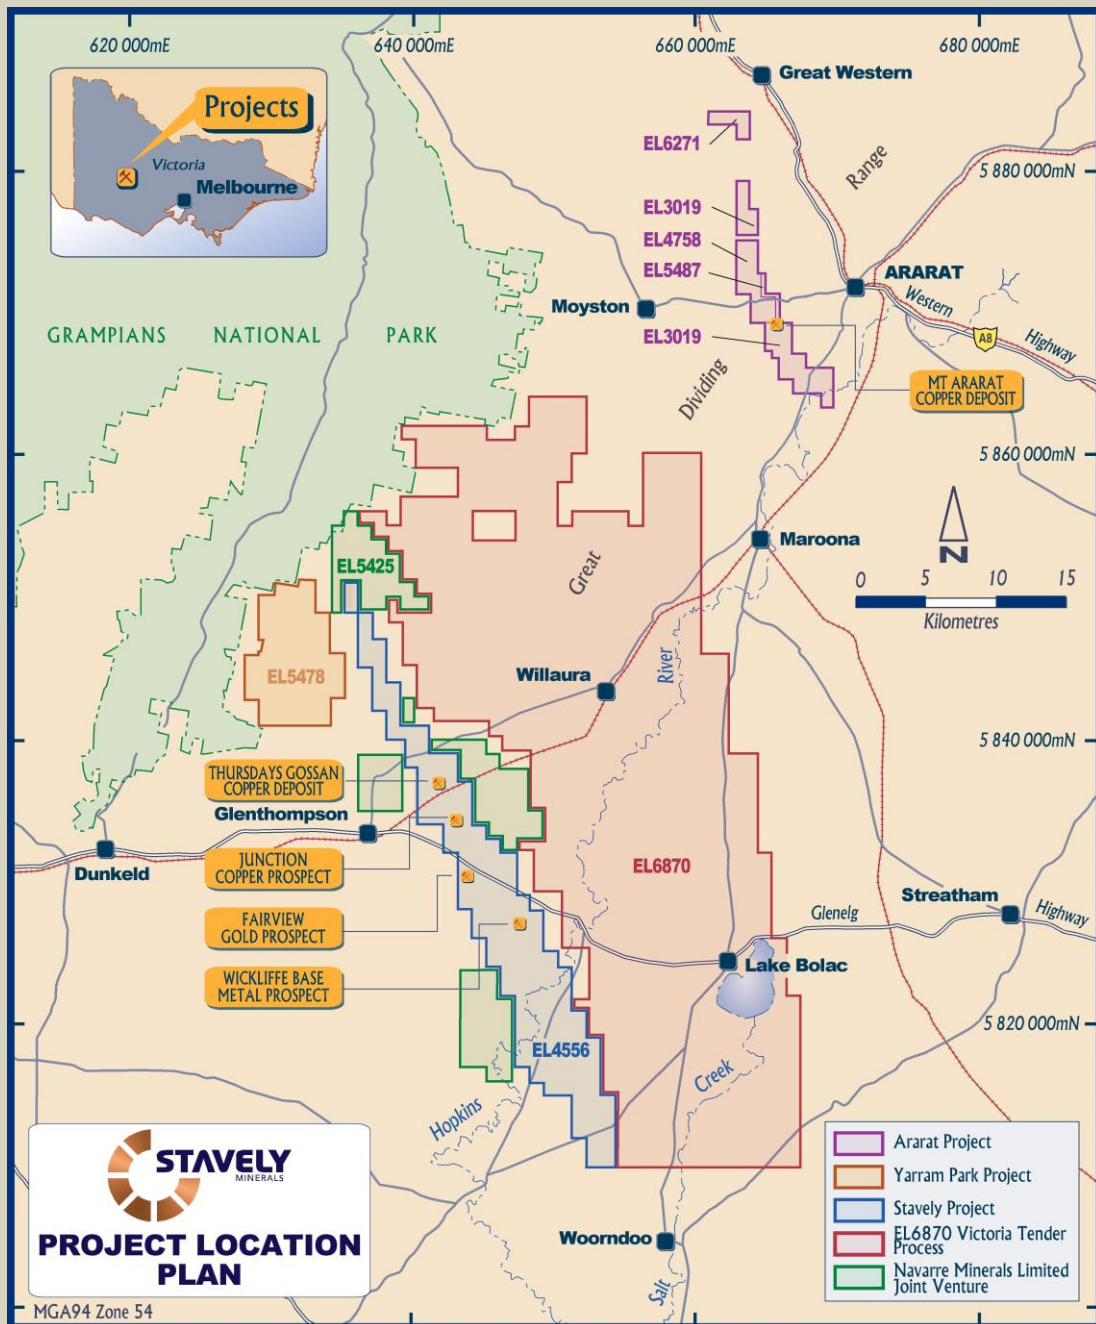 620 000mE
640 000mE
660 000mE
680 000mE
Projects
Victoria
Melbourne
Great Western
EL6271
Range
5 880 000mN
EL3019
EL4758
EL5487
ARARAT
Western
Highway
A8
Moyston
EL3019
GRAMPIANS NATIONAL PARK
MT ARARAT
COPPER DEPOSIT
Dividing
5 860 000mN
Maroona
N
EL5425
Great
0 5 10 15
Kilometres
EL5478
Willaura
River
5 840 000mN
THURSDAYS GOSSAN
COPPER DEPOSIT
Glenthompson
Dunkeld
JUNCTION
COPPER PROSPECT
EL6870
Streatham
Glenelg
Highway
FAIRVIEW
GOLD PROSPECT
Lake Bolac
WICKLIFFE BASE
METAL PROSPECT
5 820 000mN
EL4556
Creek
Hopkins
STAVELY
MINERALS
PROJECT LOCATION
PLAN
Woorndoo
Salt
Ararat Project
Yarram Park Project
Stavely Project
EL6870 Victoria Tender
Process
Navarre Minerals Limited
Joint Venture
MGA94 Zone 54